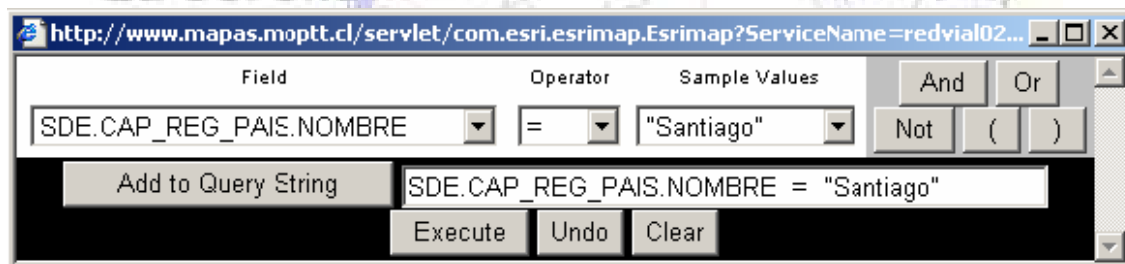 http://www.mapas.moptt.cl/servlet/com.esri.esrimap.Esrimap?ServiceName=redvial02...
Field Operator Sample Values And Or
SDE.CAP_REG_PAIS.NOMBRE = "Santiago" Not ( )
Add to Query String SDE.CAP_REG_PAIS.NOMBRE = "Santiago"
Execute Undo Clear